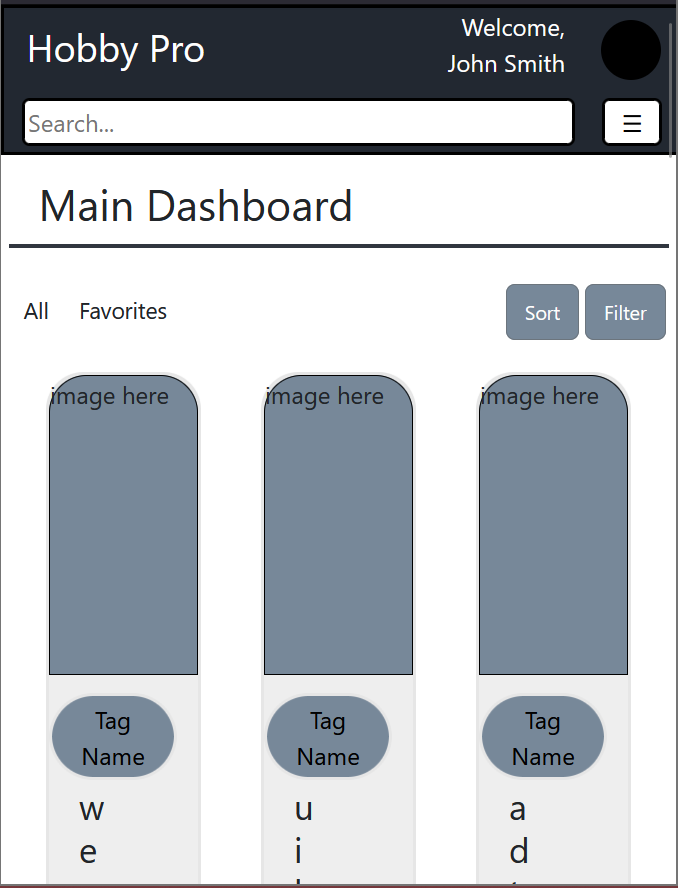 Hobby Pro
Welcome,
John Smith
Search...
☰
Main Dashboard
All Favorites
Sort Filter
image here image here image here
Tag Name
Tag Name
Tag Name
w u a
e i d